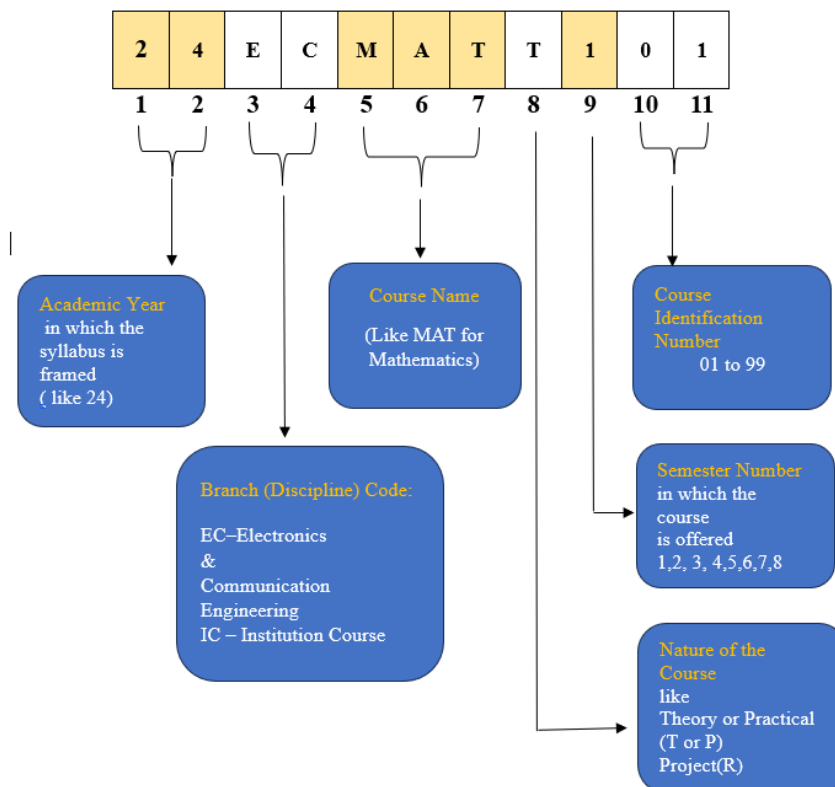 2 4 E C M A T T 1 0 1
1 2 3 4 5 6 7 8 9 10 11
Academic Year
in which the
syllabus is
framed
( like 24)
Course Name
(Like MAT for
Mathematics)
Course
Identification
Number
01 to 99
Branch (Discipline) Code:
EC–Electronics
&
Communication
Engineering
IC – Institution Course
Semester Number
in which the
course
is offered
1,2, 3, 4,5,6,7,8
Nature of the
Course
like
Theory or Practical
(T or P)
Project(R)